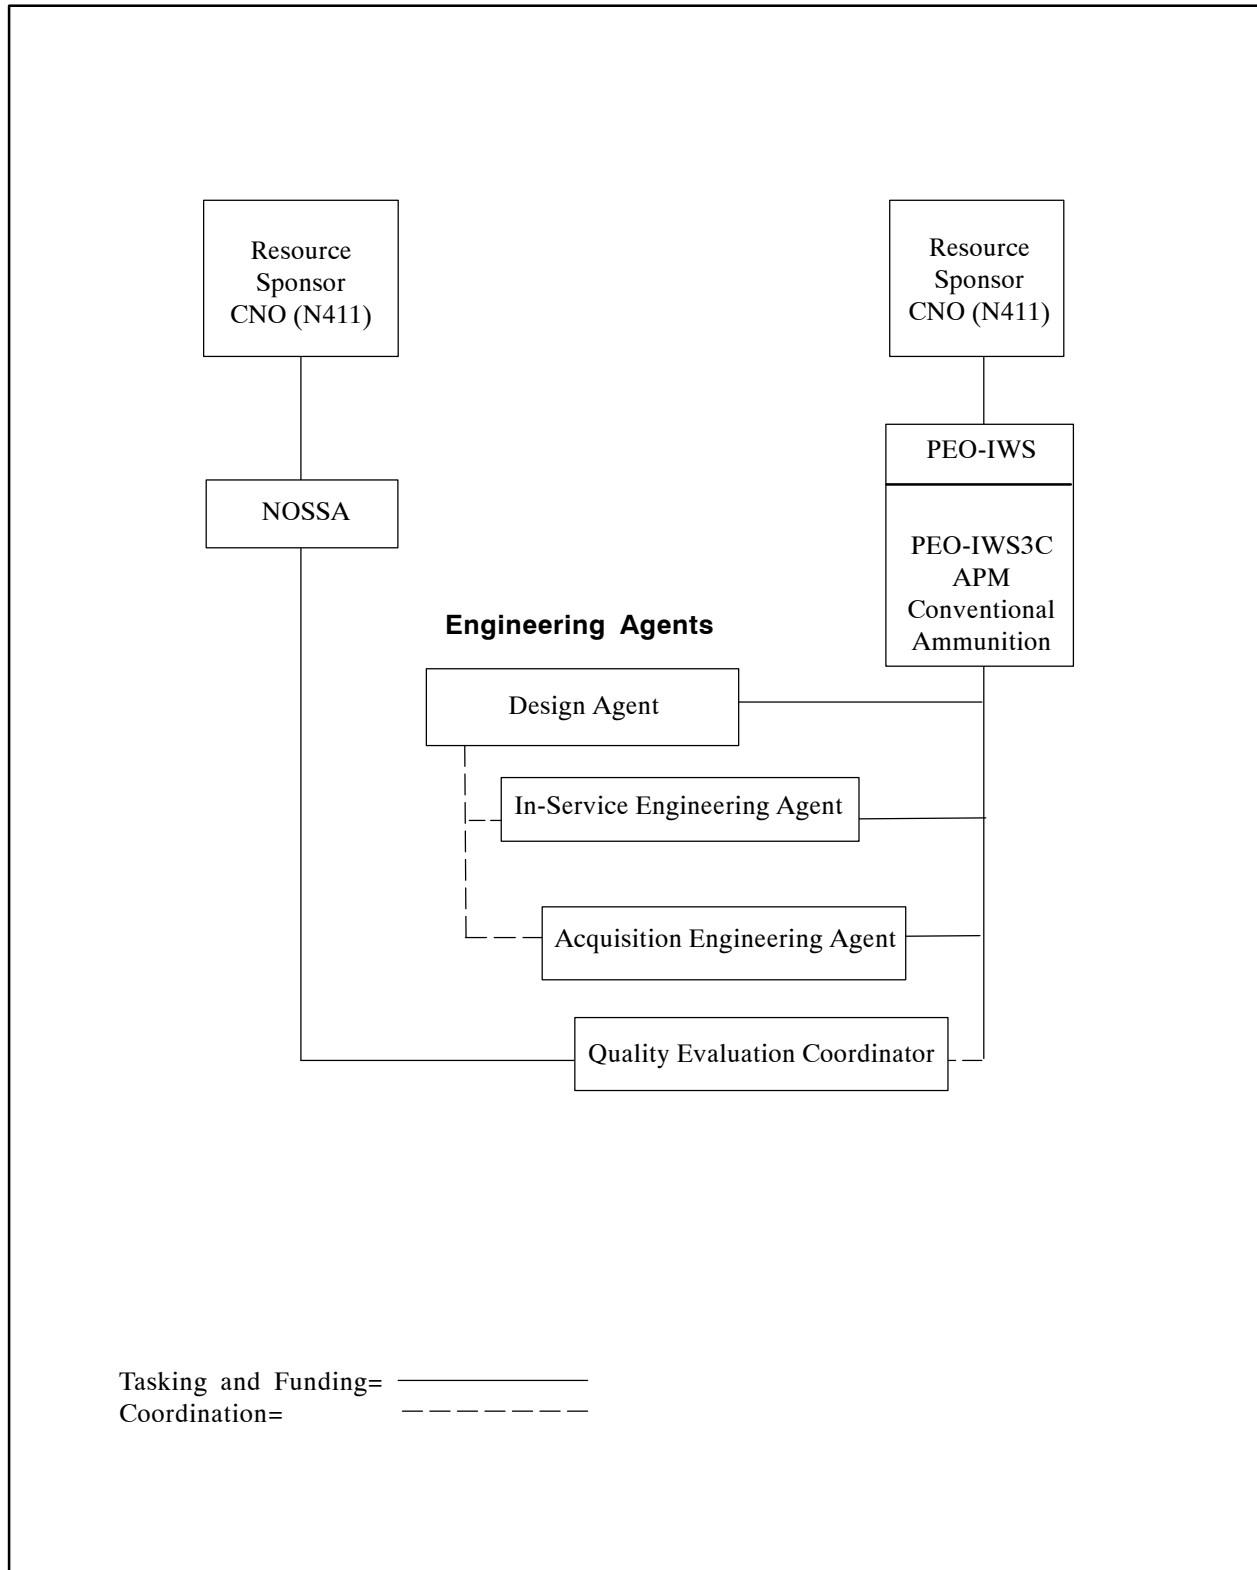 Resource
Sponsor
CNO (N411)
Resource
Sponsor
CNO (N411)
PEO-IWS
NOSSA
PEO-IWS3C
APM
Conventional
Ammunition
Engineering Agents
Design Agent
In-Service Engineering Agent
Acquisition Engineering Agent
Quality Evaluation Coordinator
Tasking and Funding=
Coordination=